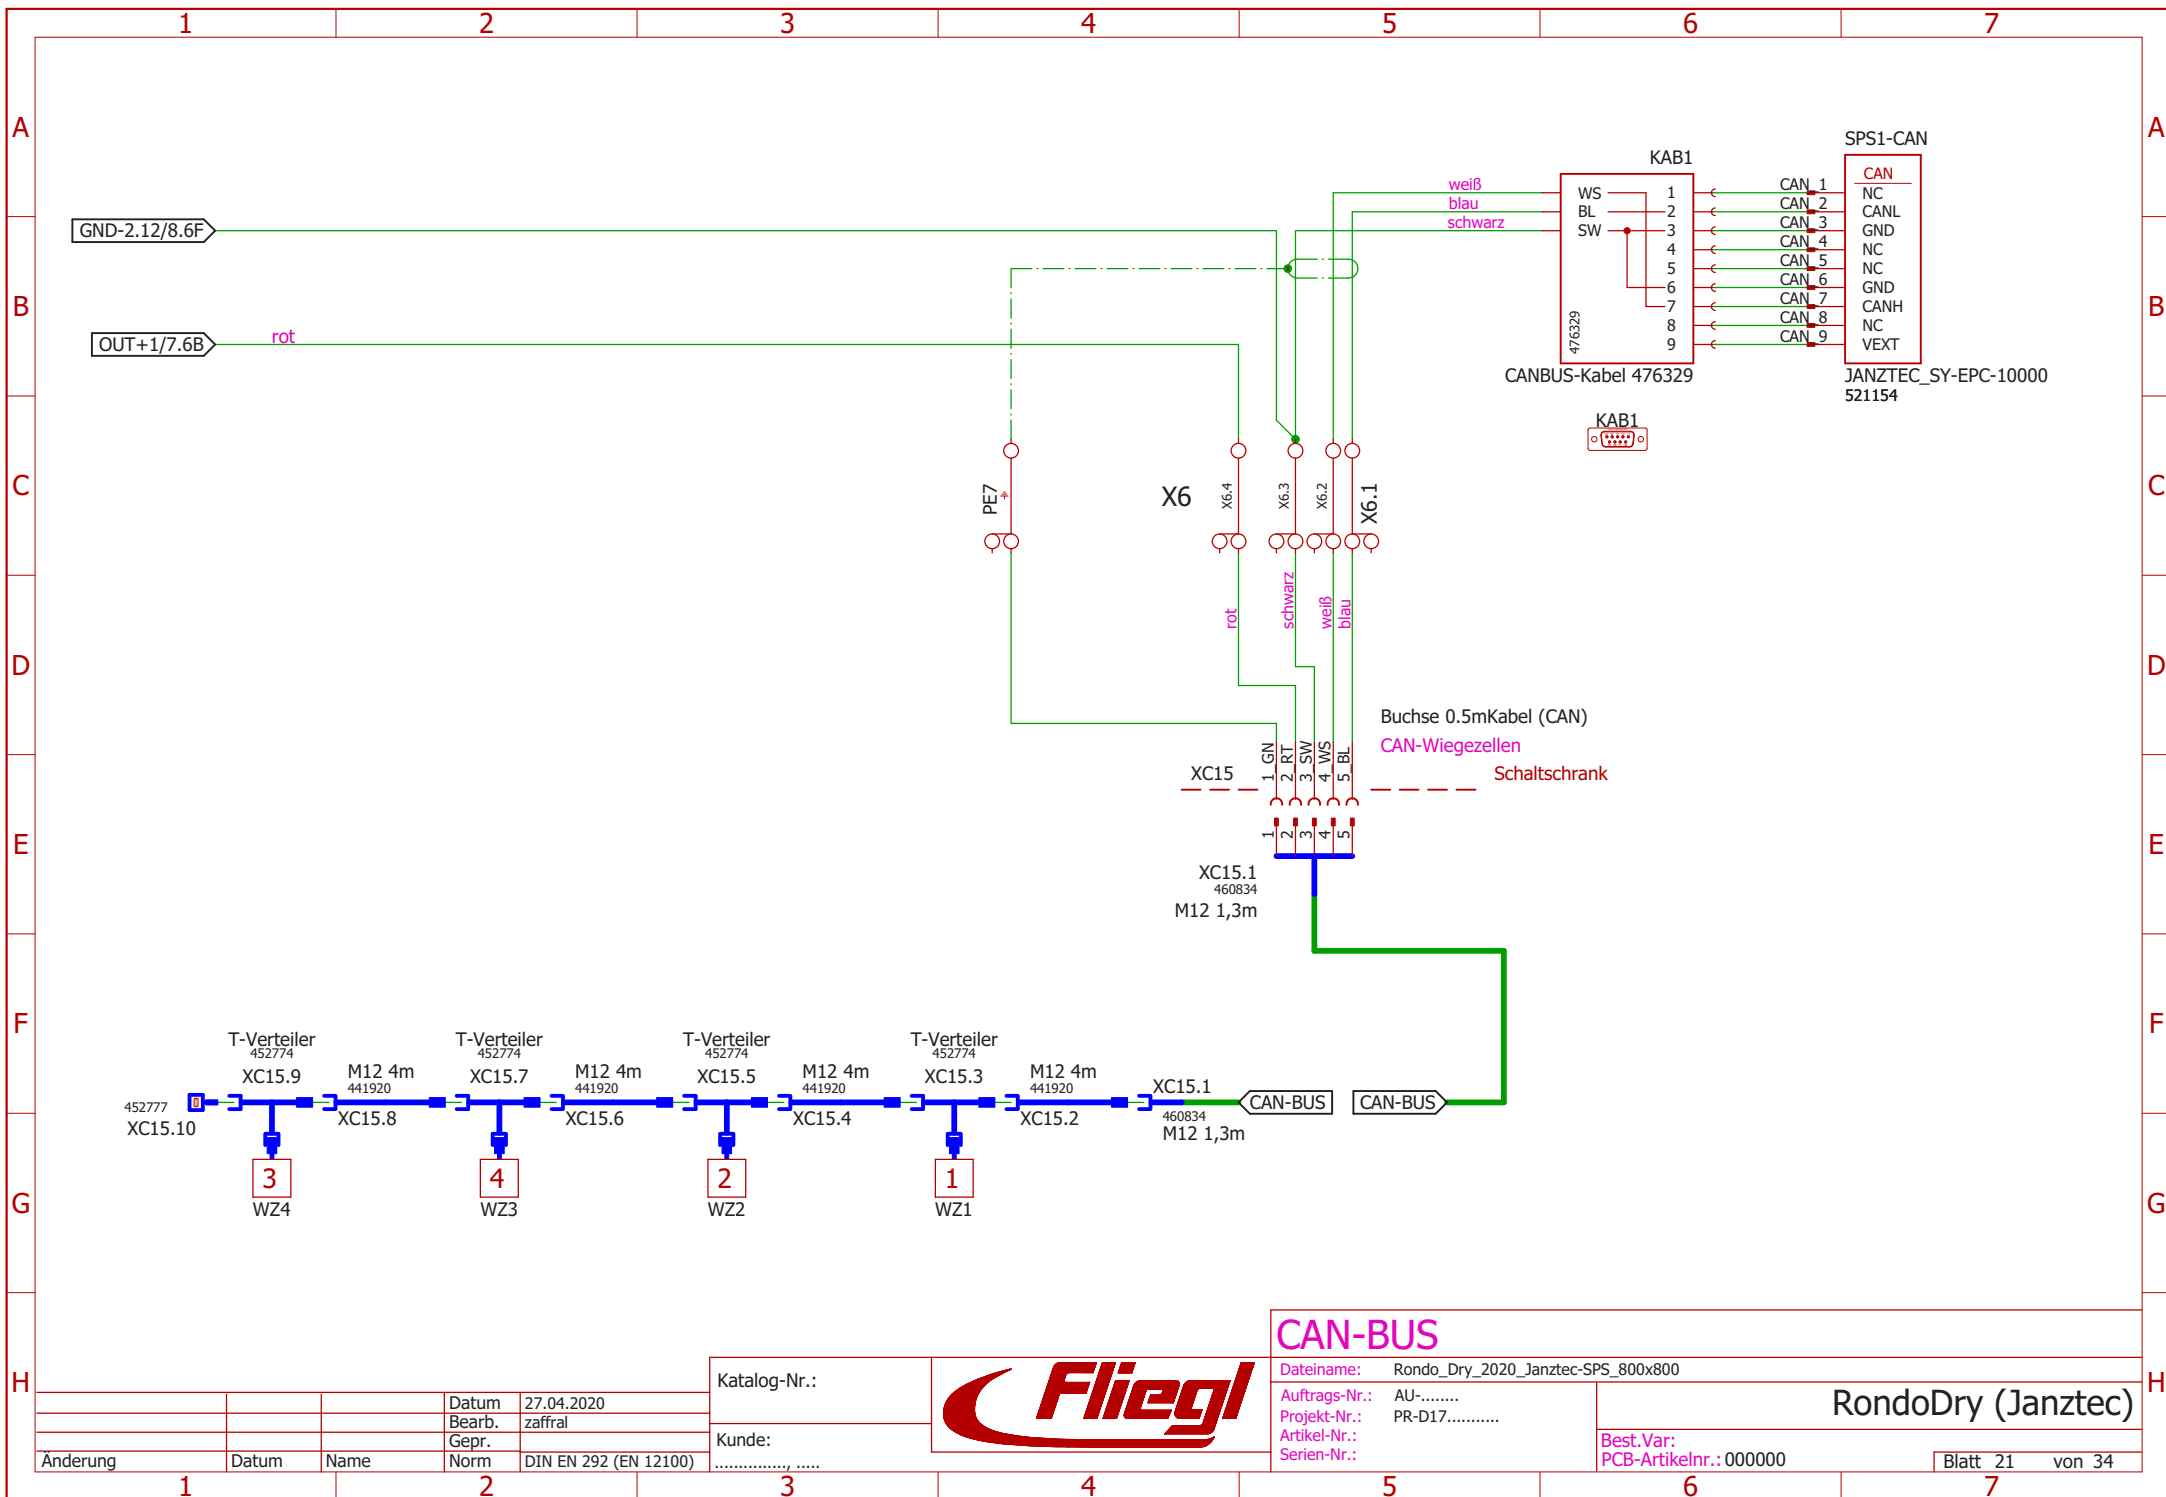 1 2 3 4 5 6 7
A A
B B
C C
D D
E E
F F
G G
H H
GND-2.12/8.6F
OUT+1/7.6B
rot
weiß
blau
schwarz
KAB1
WS 1
BL 2
SW 3
4
5
6
7
8
9
476329
CANBUS-Kabel 476329
KAB1
CAN_1
CAN_2
CAN_3
CAN_4
CAN_5
CAN_6
CAN_7
CAN_8
CAN_9
SPS1-CAN
CAN
NC
CANL
GND
NC
NC
GND
CANH
NC
VEXT
JANZTEC_SY-EPC-10000
521154
PE7
X6
X6.4
X6.3
X6.2
X6.1
rot
schwarz
weiß
blau
Buchse 0.5mKabel (CAN)
CAN-Wiegezellen
Schaltschrank
XC15
1_GN
2_RT
3_SW
4_WS
5_BL
1
2
3
4
5
XC15.1
460834
M12 1,3m
T-Verteiler
452774
XC15.9
M12 4m
441920
XC15.8
T-Verteiler
452774
XC15.7
M12 4m
441920
XC15.6
T-Verteiler
452774
XC15.5
M12 4m
441920
XC15.4
T-Verteiler
452774
XC15.3
M12 4m
441920
XC15.2
XC15.1
460834
M12 1,3m
CAN-BUS
CAN-BUS
452777
XC15.10
3
WZ4
4
WZ3
2
WZ2
1
WZ1
CAN-BUS
Dateiname: Rondo_Dry_2020_Janztec-SPS_800x800
Auftrags-Nr.: AU-........
Projekt-Nr.: PR-D17...........
Artikel-Nr.:
Serien-Nr.:
RondoDry (Janztec)
Best.Var:
PCB-Artikelnr.: 000000
Blatt 21 von 34
Katalog-Nr.:
Kunde:
..............., .....
Fliegl
Datum 27.04.2020
Bearb. zaffral
Gepr.
Änderung Datum Name Norm DIN EN 292 (EN 12100)
1 2 3 4 5 6 7